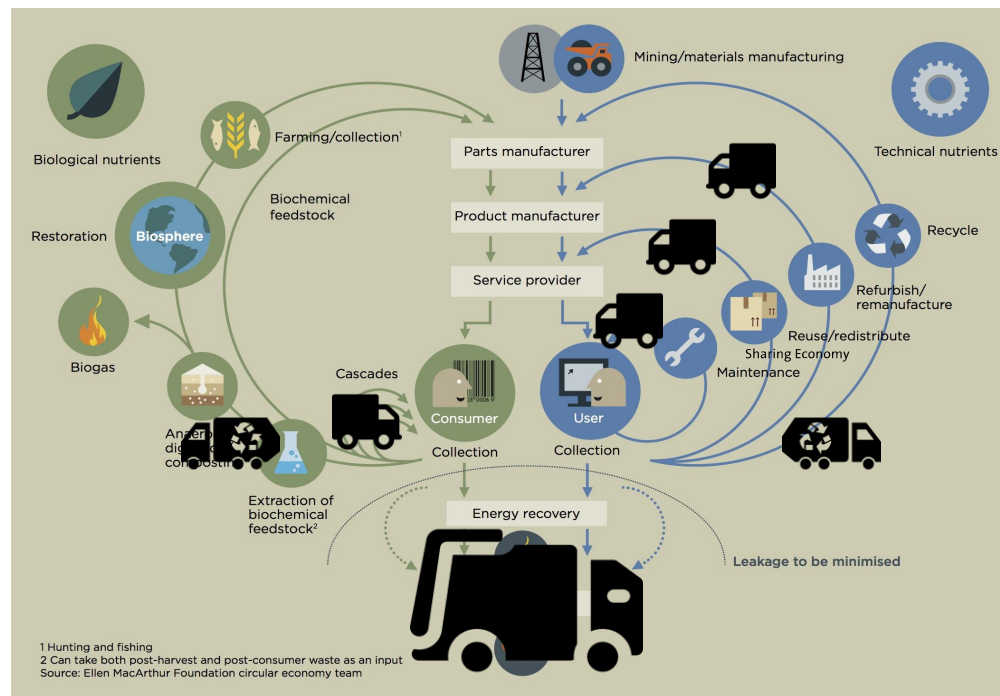 Mining/materials manufacturing
Biological nutrients
Technical nutrients
Farming/collection¹
Parts manufacturer
Biochemical
feedstock
Product manufacturer
Restoration
Biosphere
Recycle
Service provider
Refurbish/
remanufacture
Biogas
Reuse/redistribute
Sharing Economy
Maintenance
Cascades
Consumer
User
Collection
Collection
Extraction of
biochemical
feedstock²
Energy recovery
Leakage to be minimised
1 Hunting and fishing
2 Can take both post-harvest and post-consumer waste as an input
Source: Ellen MacArthur Foundation circular economy team